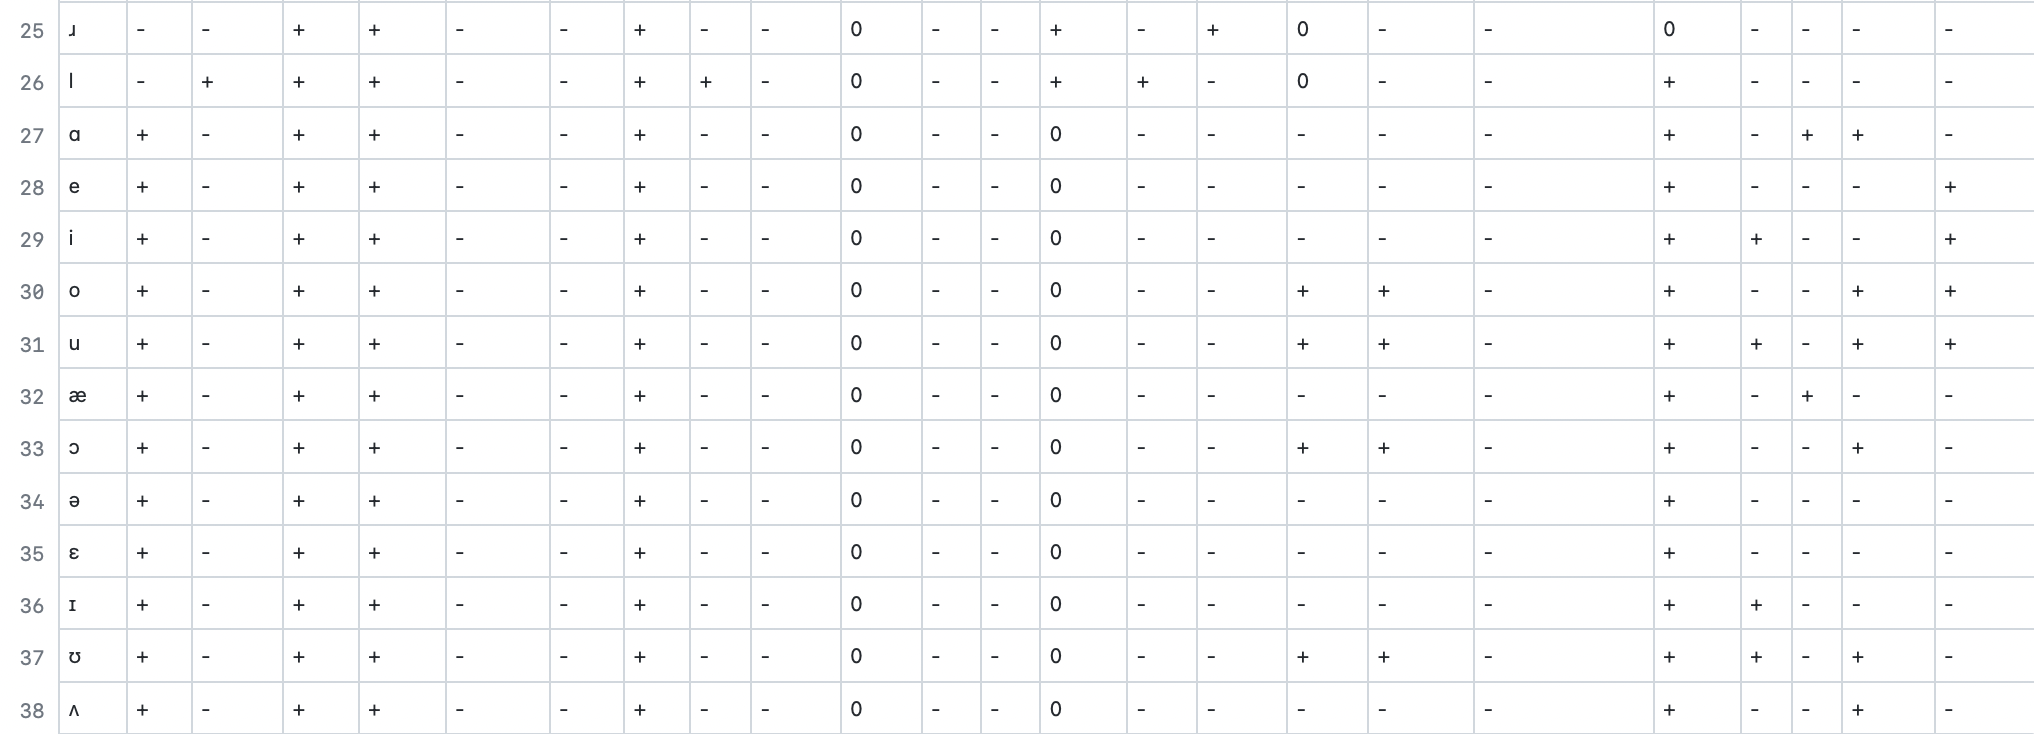 25 ɹ - - + + - - + - - 0 - - + - + 0 - - 0 - - - -
26 l - + + + - - + + - 0 - - + + - 0 - - + - - - -
27 ɑ + - + + - - + - - 0 - - 0 - - - - - + - + + -
28 e + - + + - - + - - 0 - - 0 - - - - - + - - - +
29 i + - + + - - + - - 0 - - 0 - - - - - + + - - +
30 o + - + + - - + - - 0 - - 0 - - + + - + - - + +
31 u + - + + - - + - - 0 - - 0 - - + + - + + - + +
32 æ + - + + - - + - - 0 - - 0 - - - - - + - + - -
33 ɔ + - + + - - + - - 0 - - 0 - - + + - + - - + -
34 ə + - + + - - + - - 0 - - 0 - - - - - + - - - -
35 ɛ + - + + - - + - - 0 - - 0 - - - - - + - - - -
36 ɪ + - + + - - + - - 0 - - 0 - - - - - + + - - -
37 ʊ + - + + - - + - - 0 - - 0 - - + + - + + - + -
38 ʌ + - + + - - + - - 0 - - 0 - - - - - + - - + -